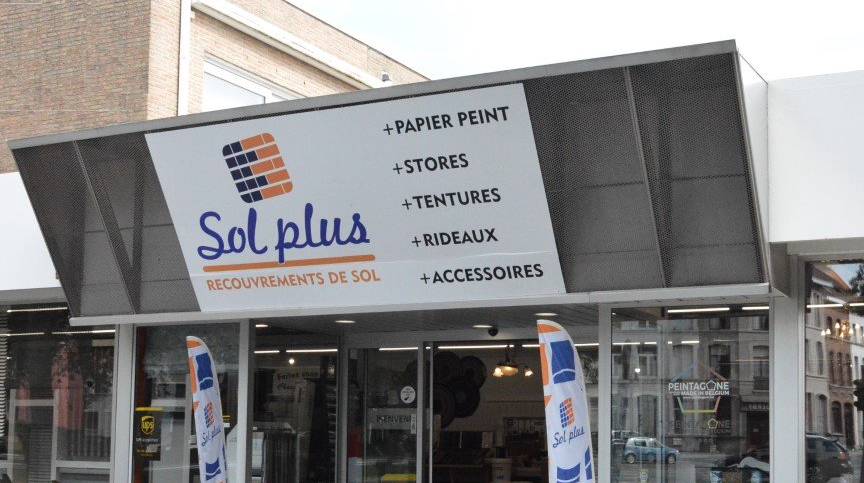 Sol plus
RECOUVREMENTS DE SOL
+PAPIER PEINT
+STORES
+TENTURES
+RIDEAUX
+ACCESSOIRES
ups
Sol plus
Sol plus
PEINTAGONE
MADE IN BELGIUM